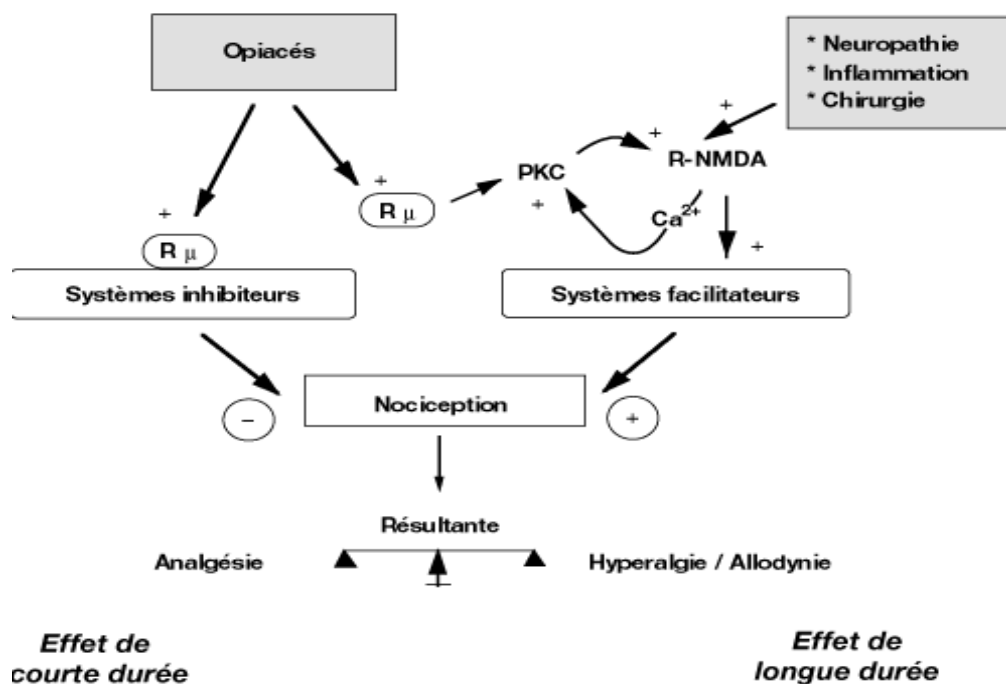 Opiacés
* Neuropathie
* Inflammation
* Chirurgie
+
+
R-NMDA
PKC
+
+
R µ
Ca2+
+
+
R µ
Systèmes inhibiteurs
Systèmes facilitateurs
Nociception
−
+
Résultante
Analgésie
Hyperalgie / Allodynie
Effet de
courte durée
Effet de
longue durée